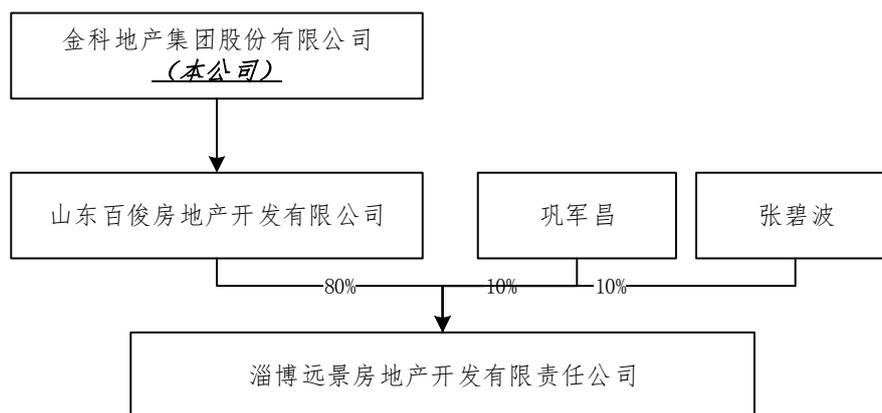 金科地产集团股份有限公司
（本公司）
山东百俊房地产开发有限公司
巩军昌
张碧波
80%
10%
10%
淄博远景房地产开发有限责任公司